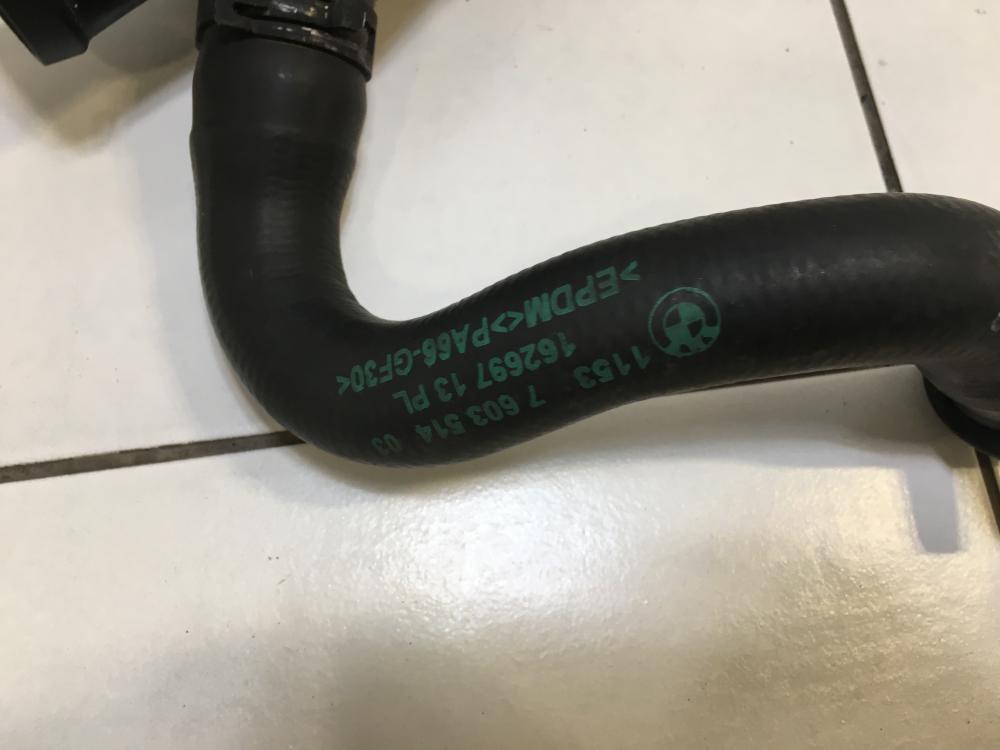 >EPDM<>PA66-GF30<
162697 13 PL
1153 7 603 514 03